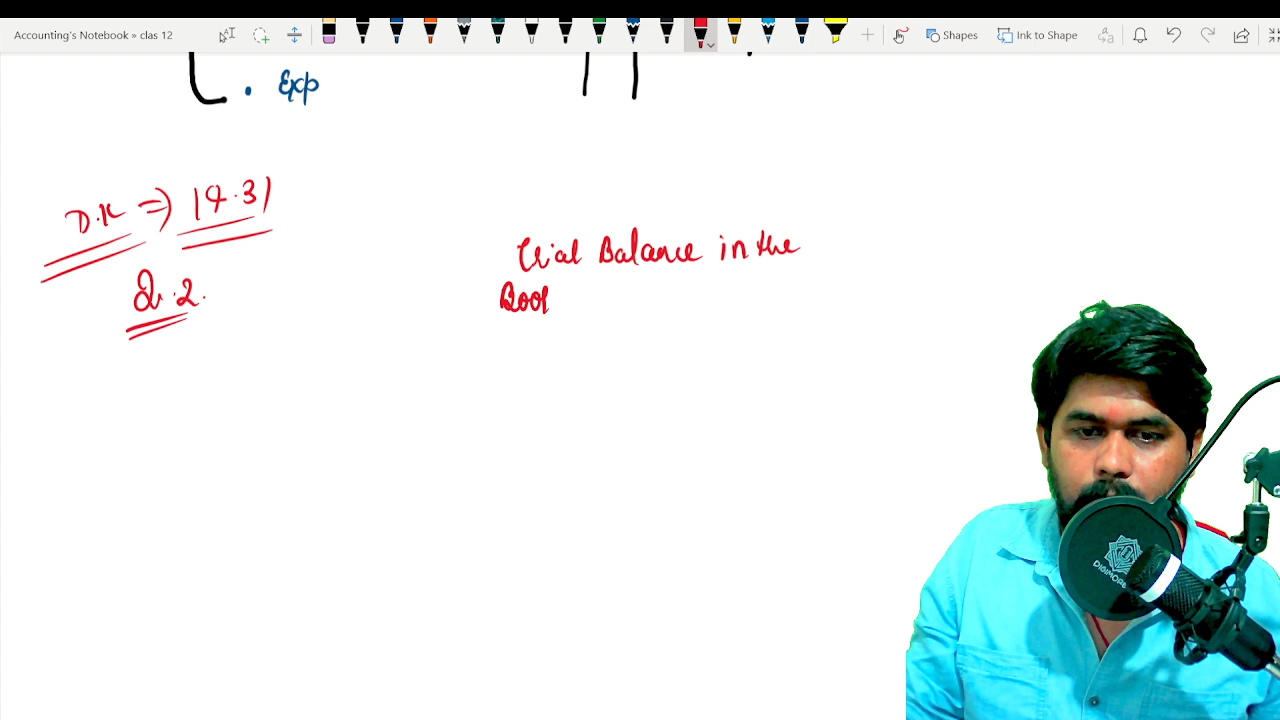 Accounting's Notebook » clas 12
Shapes
Ink to Shape
. Exp
D.K => 14.31
Trial Balance in the
Book
Q.2.